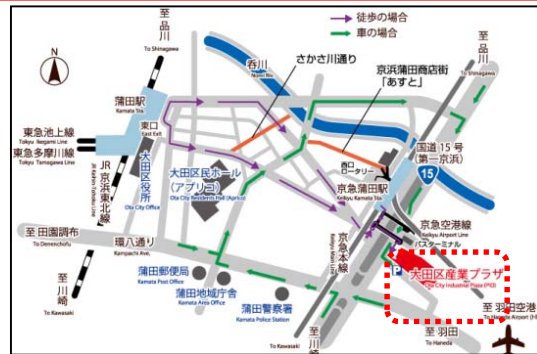 徒歩の場合
車の場合
至品川
To Shinagawa
至品川
To Shinagawa
N
さかさ川通り
呑川
Nomi Riv.
京浜蒲田商店街
「あすと」
蒲田駅
Kamata Sta.
東口
East Exit
東急池上線
Tokyu Ikegami Line
東急多摩川線
Tokyu Tamagawa Line
JR京浜東北線
JR Keihin-Tohoku Line
大田区役所
Ota City Office
大田区民ホール
(アプリコ)
Ota City Residents Hall (Aprico)
西口
ロータリー
国道15号
(第一京浜)
15
京急蒲田駅
Keikyu Kamata Sta.
京急空港線
Keikyu Airport Line
バスターミナル
京急本線
Keikyu Main Line
至 田園調布
To Denenchofu
環八通り
Kampachi Ave.
P
大田区産業プラザ
Ota City Industrial Plaza (PiO)
蒲田郵便局
Kamata Post Office
蒲田地域庁舎
Kamata Area Office
蒲田警察署
Kamata Police Station
至川崎
To Kawasaki
至川崎
To Kawasaki
至 羽田
To Haneda
至 羽田空港
To Haneda Airport